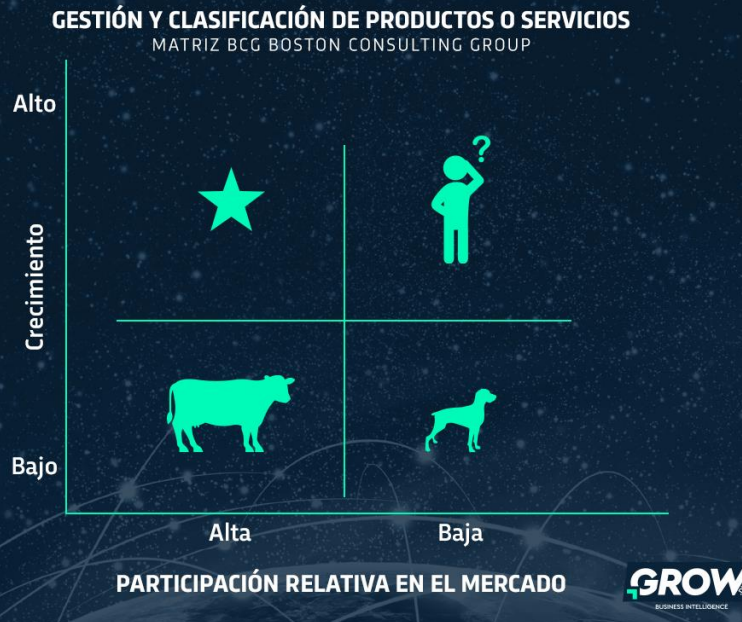 GESTIÓN Y CLASIFICACIÓN DE PRODUCTOS O SERVICIOS
MATRIZ BCG BOSTON CONSULTING GROUP
Alto
?
Crecimiento
Bajo
Alta
Baja
PARTICIPACIÓN RELATIVA EN EL MERCADO
GROW
BUSINESS INTELLIGENCE